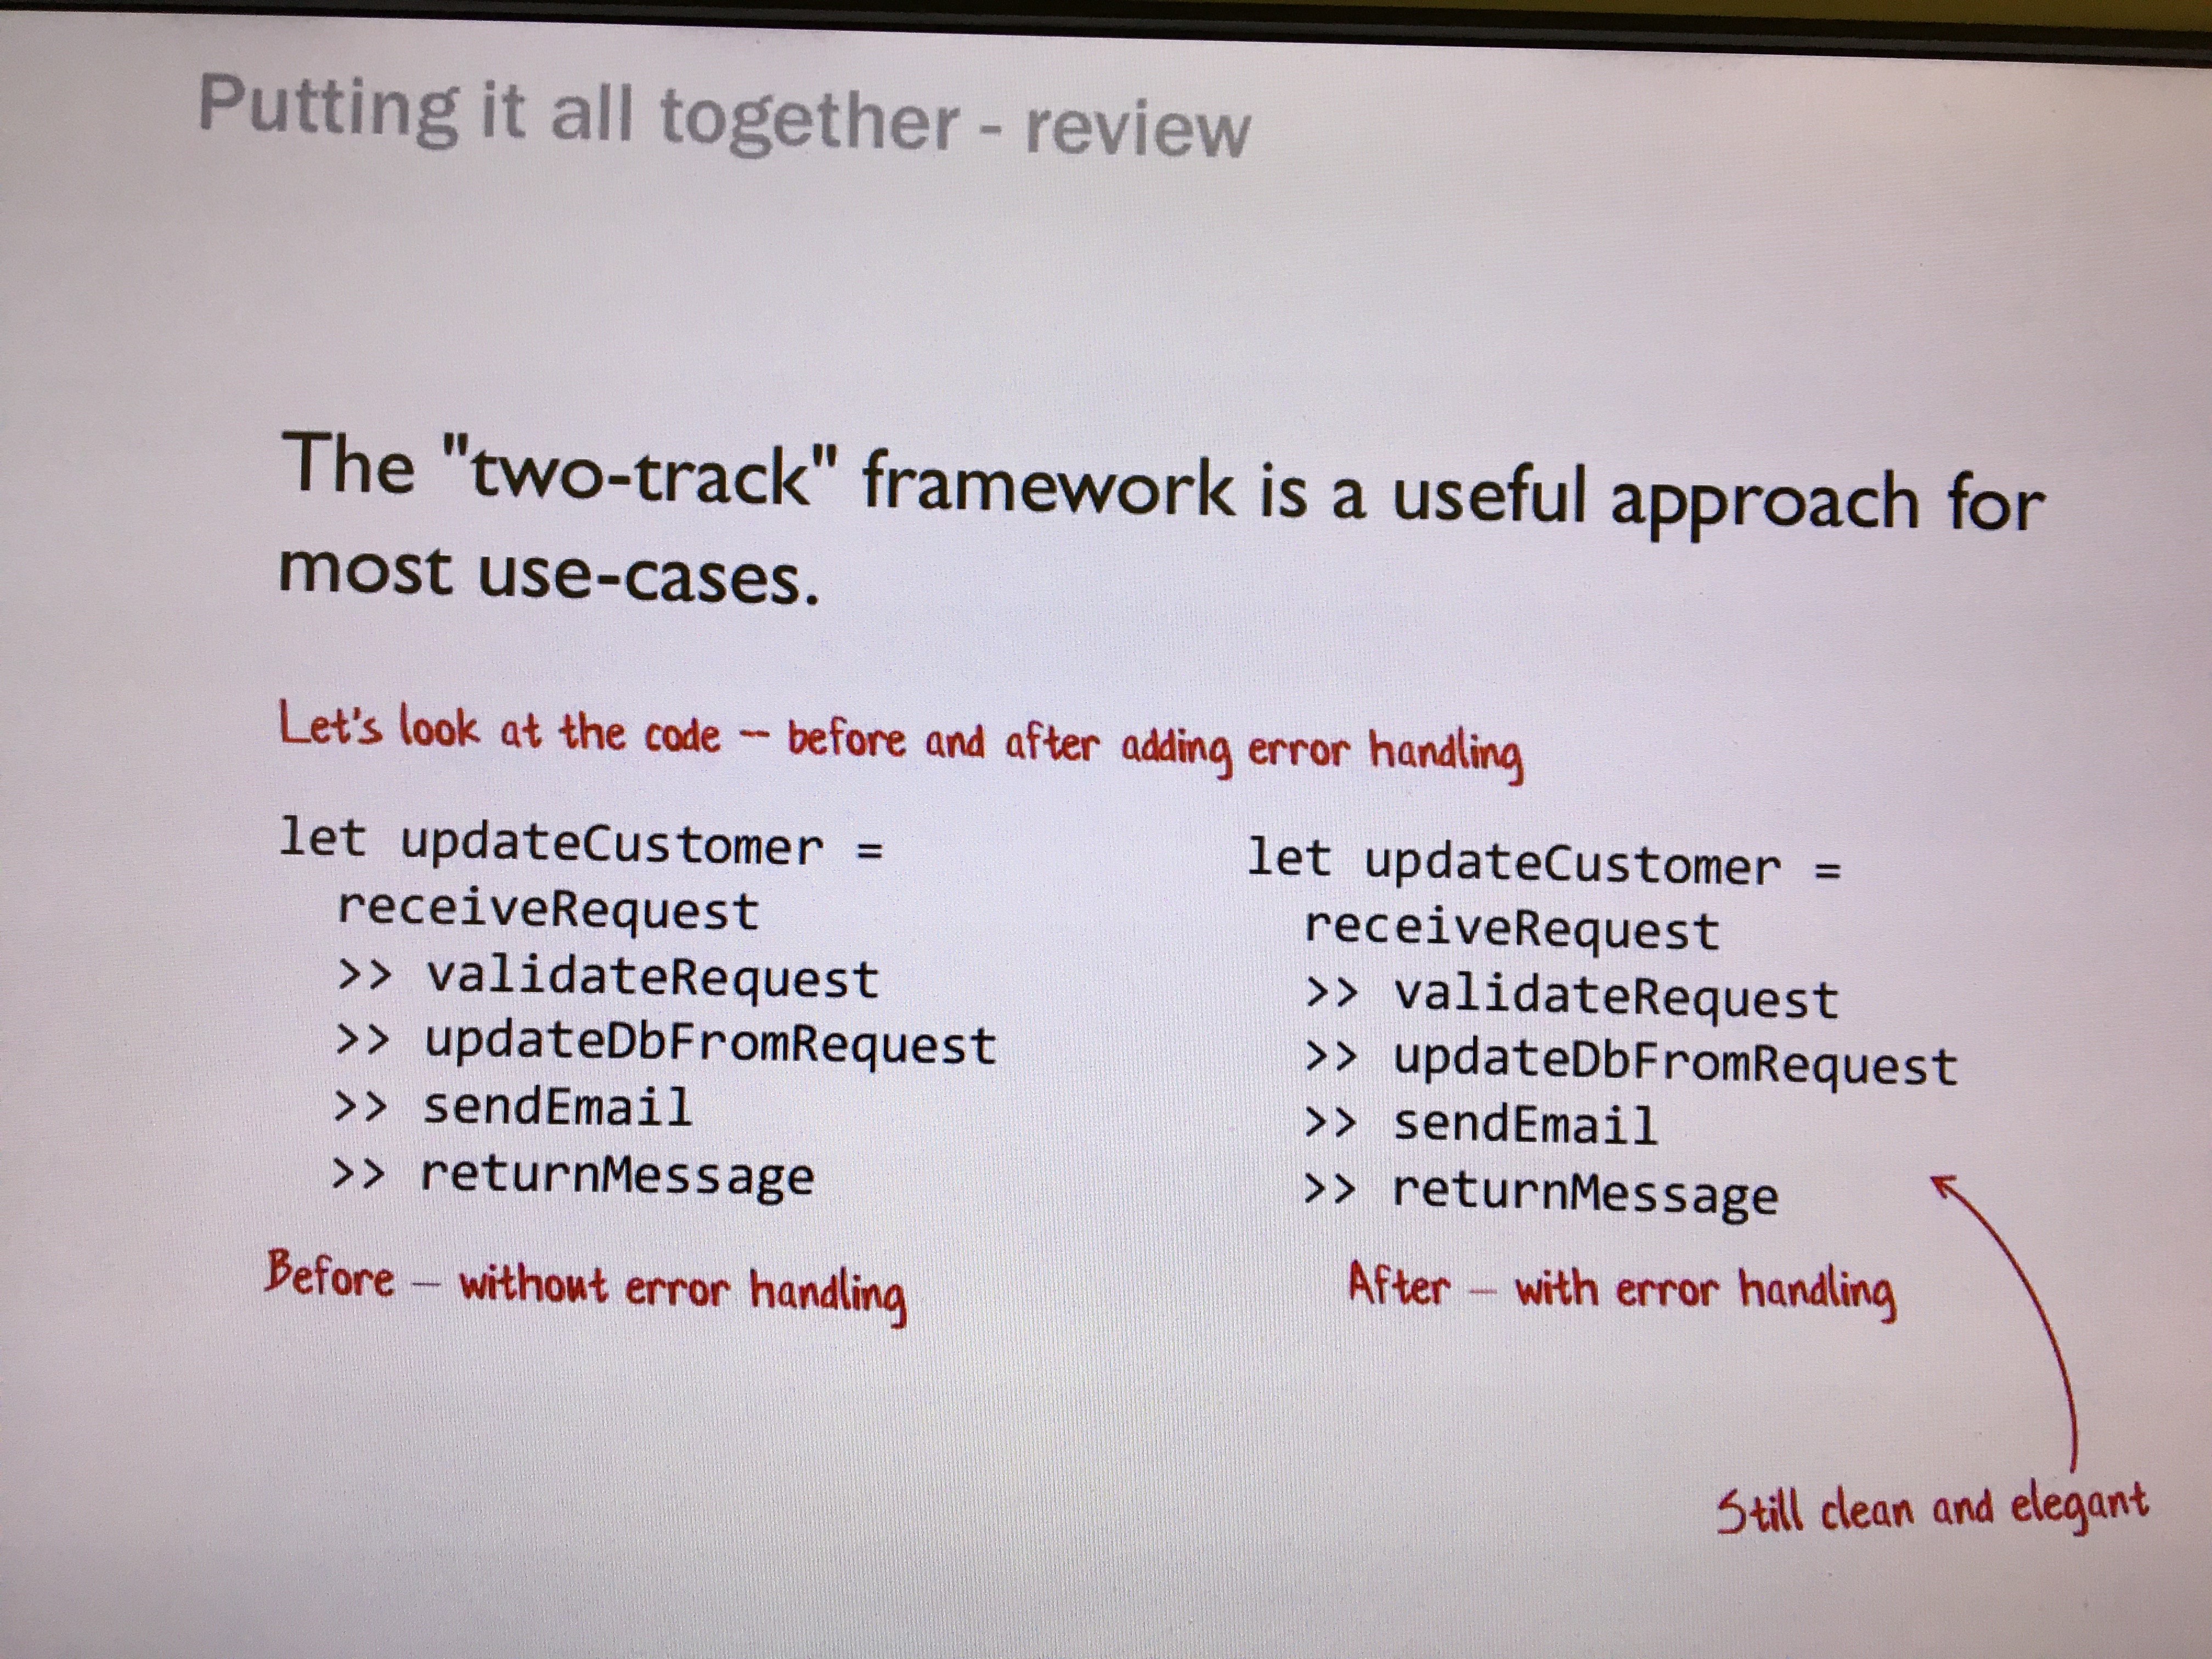 Putting it all together - review
The "two-track" framework is a useful approach for
most use-cases.
Let's look at the code – before and after adding error handling
let updateCustomer =
receiveRequest
>> validateRequest
>> updateDbFromRequest
>> sendEmail
>> returnMessage
Before – without error handling
let updateCustomer =
receiveRequest
>> validateRequest
>> updateDbFromRequest
>> sendEmail
>> returnMessage
After – with error handling
Still clean and elegant